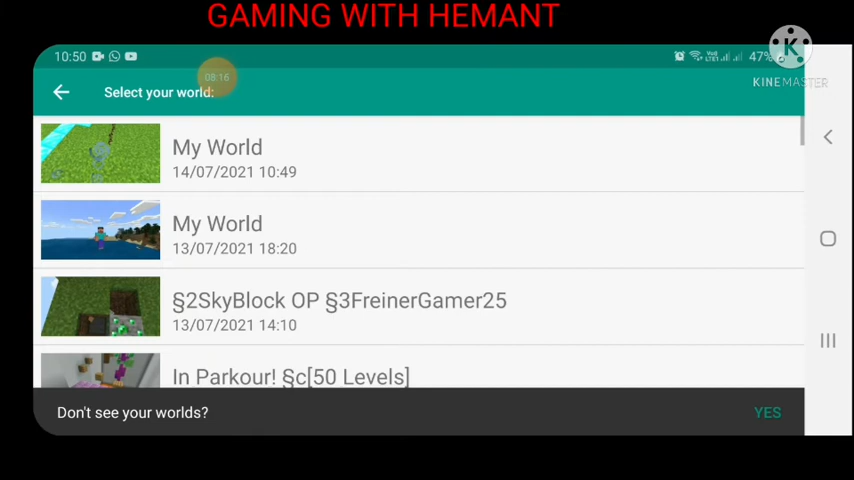 GAMING WITH HEMANT
10:50
47%
K
KINEMASTER
08:16
Select your world:
My World
14/07/2021 10:49
My World
13/07/2021 18:20
§2SkyBlock OP §3FreinerGamer25
13/07/2021 14:10
In Parkour! §c[50 Levels]
Don't see your worlds?
YES